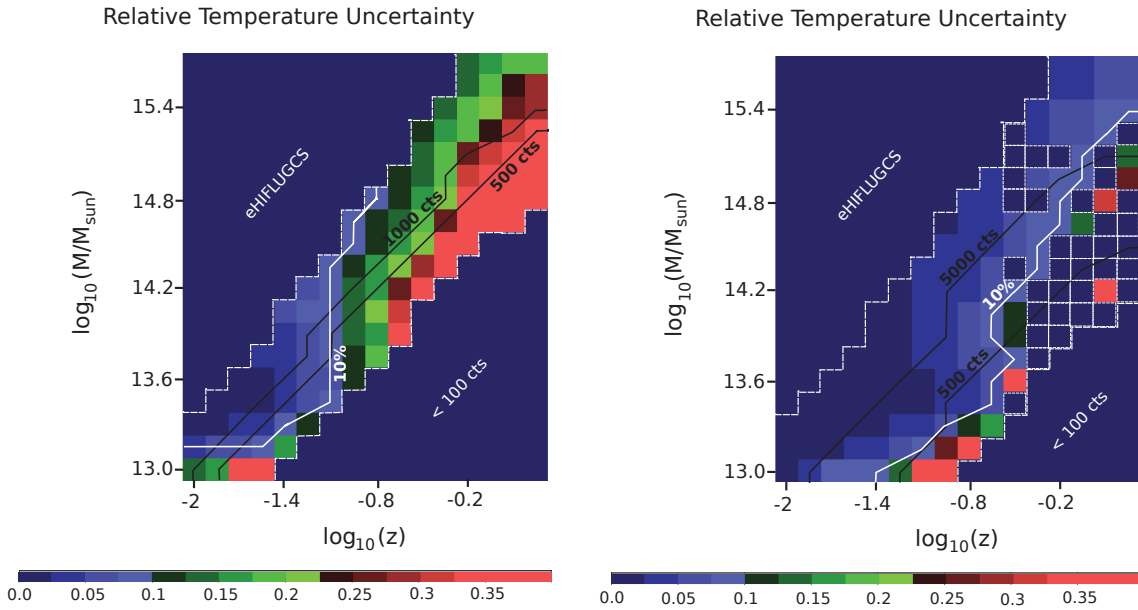 Relative Temperature Uncertainty
15.4
14.8
14.2
13.6
13.0
log10(M/Msun)
eHIFLUGCS
1000 cts
500 cts
10%
< 100 cts
-2
-1.4
-0.8
-0.2
log10(z)
0.0
0.05
0.1
0.15
0.2
0.25
0.3
0.35
Relative Temperature Uncertainty
15.4
14.8
14.2
13.6
13.0
log10(M/Msun)
eHIFLUGCS
5000 cts
10%
500 cts
< 100 cts
-2
-1.4
-0.8
-0.2
log10(z)
0.0
0.05
0.1
0.15
0.2
0.25
0.3
0.35